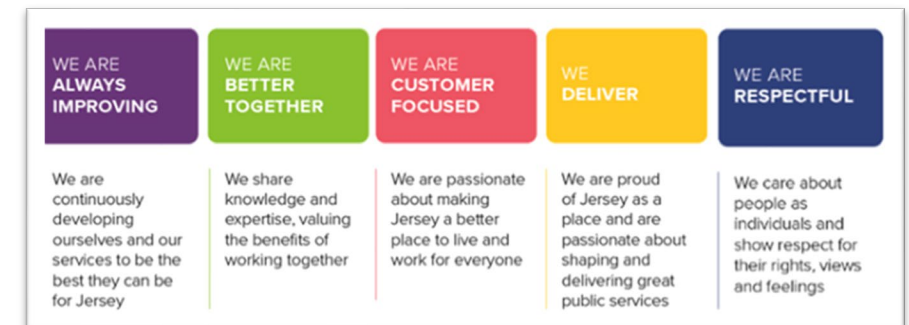 WE ARE
ALWAYS
IMPROVING
We are
continuously
developing
ourselves and our
services to be the
best they can be
for Jersey
WE ARE
BETTER
TOGETHER
We share
knowledge and
expertise, valuing
the benefits of
working together
WE ARE
CUSTOMER
FOCUSED
We are passionate
about making
Jersey a better
place to live and
work for everyone
WE
DELIVER
We are proud
of Jersey as a
place and are
passionate about
shaping and
delivering great
public services
WE ARE
RESPECTFUL
We care about
people as
individuals and
show respect for
their rights, views
and feelings